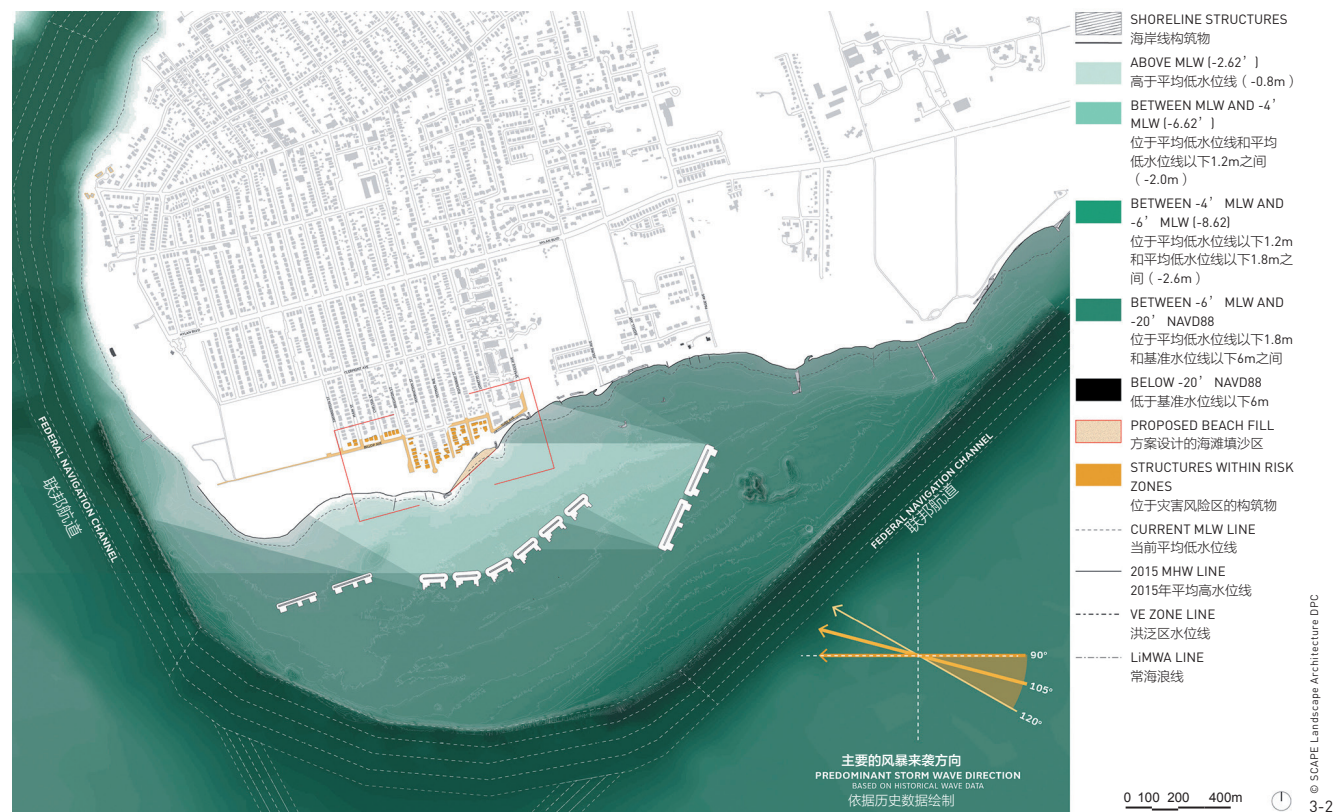 SHORELINE STRUCTURES
海岸线构筑物
ABOVE MLW (-2.62’)
高于平均低水位线（-0.8m）
BETWEEN MLW AND -4’
MLW (-6.62’)
位于平均低水位线和平均
低水位线以下1.2m之间
（-2.0m）
BETWEEN -4’ MLW AND
-6’ MLW (-8.62)
位于平均低水位线以下1.2m
和平均低水位线以下1.8m之
间（-2.6m）
BETWEEN -6’ MLW AND
-20’ NAVD88
位于平均低水位线以下1.8m
和基准水位线以下6m之间
BELOW -20’ NAVD88
低于基准水位线以下6m
PROPOSED BEACH FILL
方案设计的海滩填沙区
STRUCTURES WITHIN RISK
ZONES
位于灾害风险区的构筑物
CURRENT MLW LINE
当前平均低水位线
2015 MHW LINE
2015年平均高水位线
VE ZONE LINE
洪泛区水位线
LiMWA LINE
常海浪线
HYLAN BLVD
HYLAN BLVD
FEDERAL NAVIGATION CHANNEL
联邦航道
FEDERAL NAVIGATION CHANNEL
联邦航道
90°
105°
120°
主要的风暴来袭方向
PREDOMINANT STORM WAVE DIRECTION
BASED ON HISTORICAL WAVE DATA
依据历史数据绘制
0 100 200 400m
© SCAPE Landscape Architecture DPC
3-2